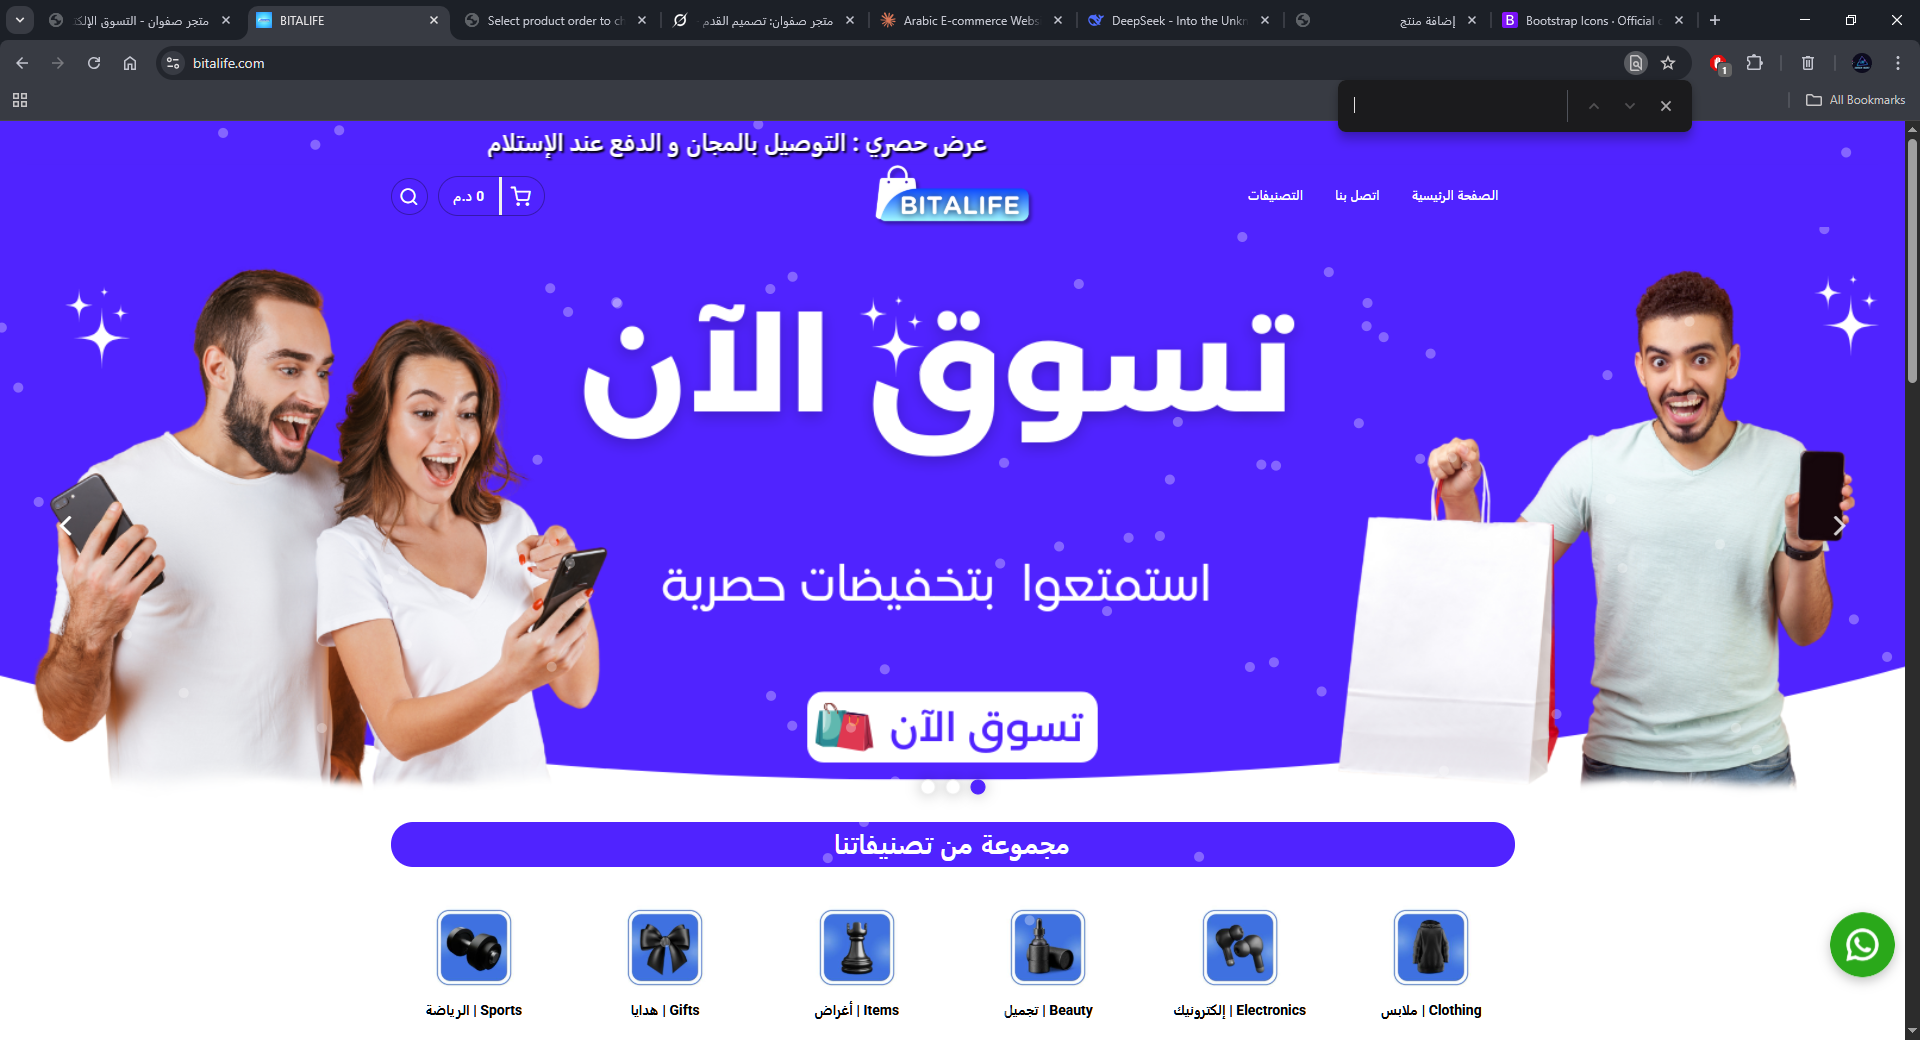 متجر صفوان - التسوق الإلكتر
BITALIFE
Select product order to ch
متجر صفوان: تصميم القدم -
Arabic E-commerce Webs
DeepSeek - Into the Unkn
إضافة منتج
Bootstrap Icons · Official
bitalife.com
1
All Bookmarks
عرض حصري : التوصيل بالمجان و الدفع عند الإستلام
الصفحة الرئيسية
اتصل بنا
التصنيفات
BITALIFE
0 د.م
تسوق الآن
استمتعوا بتخفيضات حصرية
تسوق الآن
مجموعة من تصنيفاتنا
ملابس | Clothing
إلكترونيك | Electronics
تجميل | Beauty
أغراض | Items
هدايا | Gifts
الرياضة | Sports